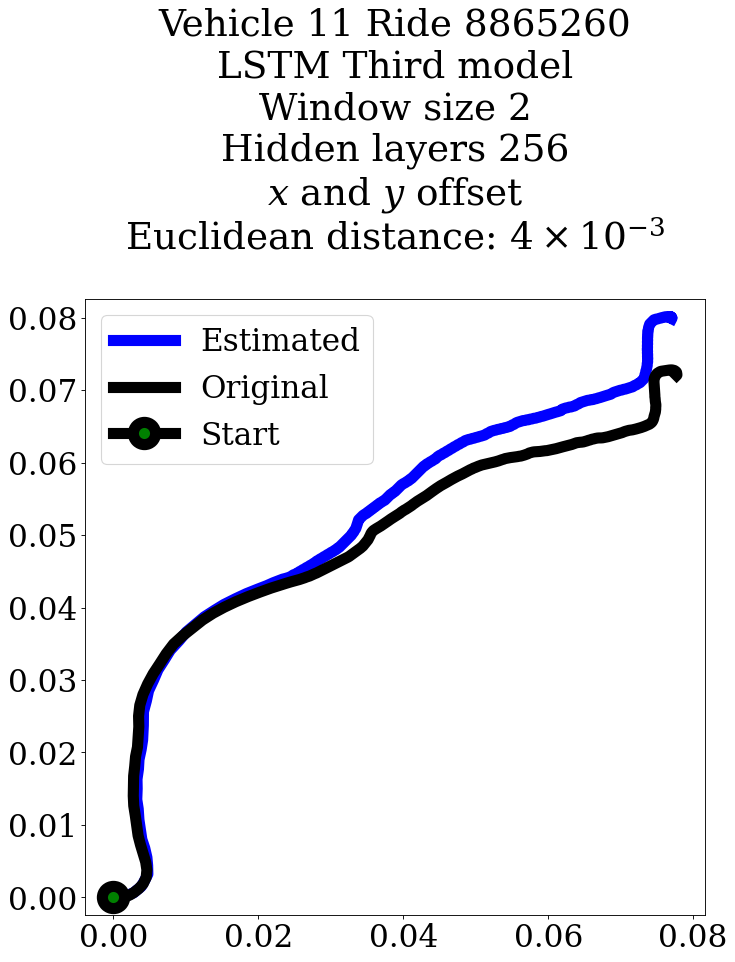 Vehicle 11 Ride 8865260
LSTM Third model
Window size 2
Hidden layers 256
x and y offset
Euclidean distance: 4 × 10⁻³
0.08
Estimated
0.07
Original
Start
0.06
0.05
0.04
0.03
0.02
0.01
0.00
0.00 0.02 0.04 0.06 0.08